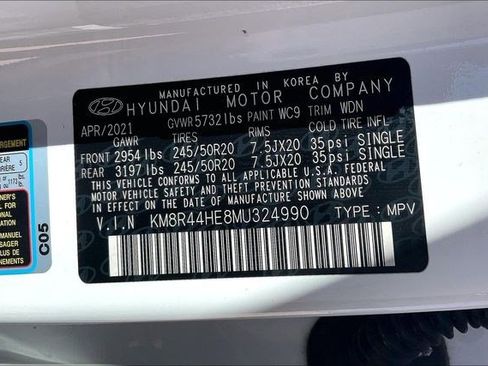 MANUFACTURED IN KOREA BY
HYUNDAI MOTOR COMPANY
APR/2021 GVWR 5732 lbs PAINT WC9 TRIM WDN
GAWR TIRES RIMS COLD TIRE INFL.
FRONT 2954 lbs 245/50R20 7.5JX20 35psi SINGLE
REAR 3197 lbs 245/50R20 7.5JX20 35psi SINGLE
THIS VEHICLE CONFORMS TO ALL APPLICABLE U.S.A. FEDERAL
MOTOR VEHICLE SAFETY, BUMPER, AND THEFT PREVENTION
STANDARDS IN EFFECT ON THE DATE OF MANUFACTURE SHOWN ABOVE.
V.I.N KM8R44HE8MU324990 TYPE : MPV
REAR 5
C05